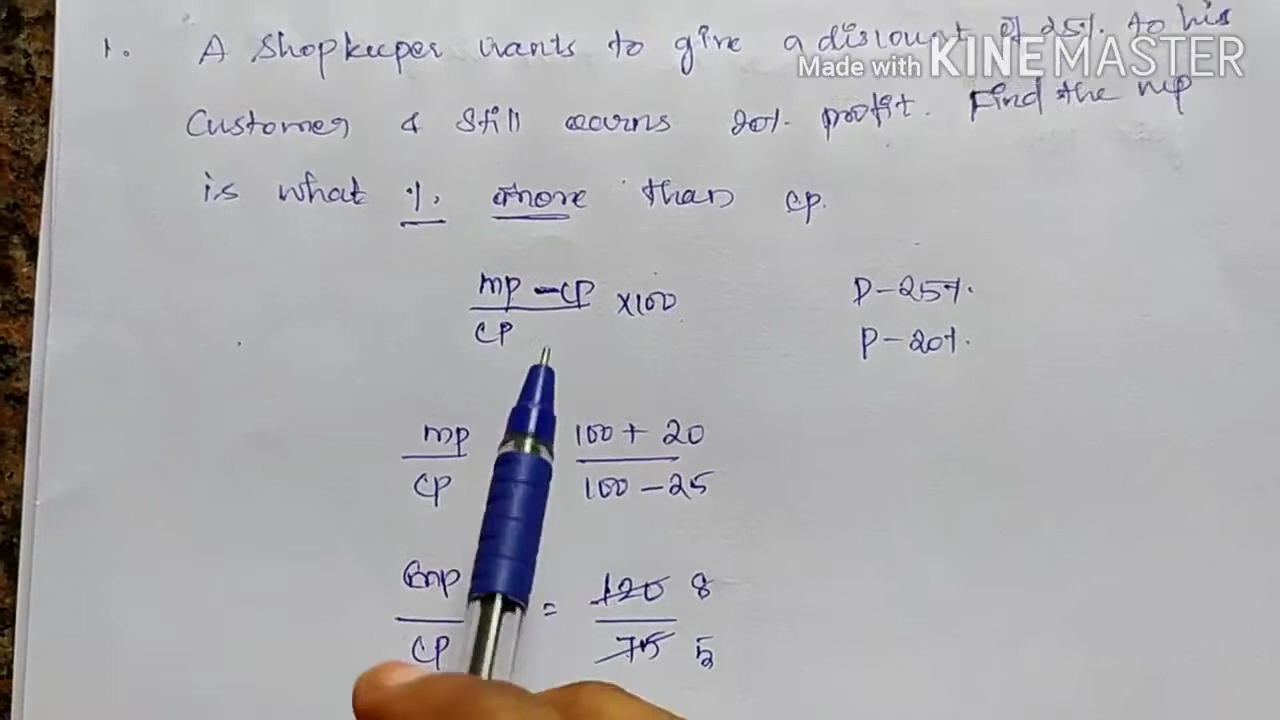 1. A Shopkeeper wants to give a discount of 25% to his
Made with KINEMASTER
Customer & still earns 20% profit. Find the mp
is what % more than cp.
mp - cp / cp × 100
D - 25%.
P - 20%.
mp / cp 100 + 20 / 100 - 25
mp / cp = 120 8 / 75 5